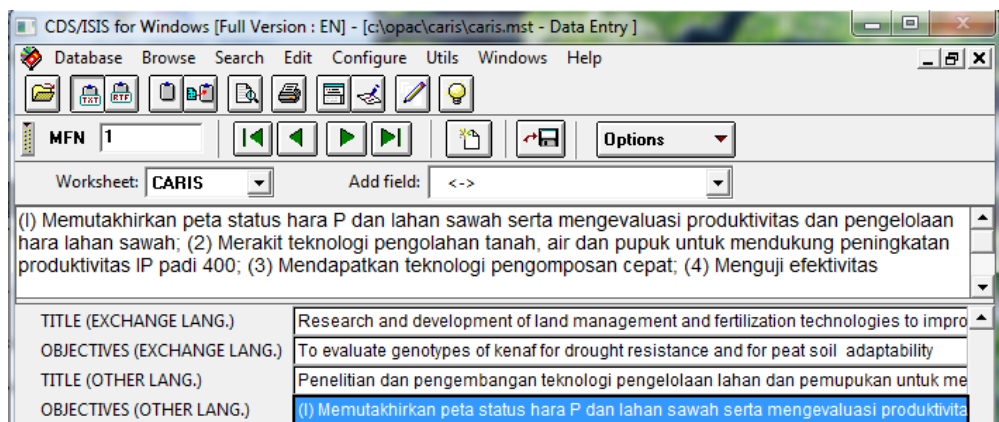 CDS/ISIS for Windows [Full Version : EN] - [c:\opac\caris\caris.mst - Data Entry ]
Database Browse Search Edit Configure Utils Windows Help
TXT RTF
MFN 1 Options
Worksheet: CARIS Add field: <->
(I) Memutakhirkan peta status hara P dan lahan sawah serta mengevaluasi produktivitas dan pengelolaan
hara lahan sawah; (2) Merakit teknologi pengolahan tanah, air dan pupuk untuk mendukung peningkatan
produktivitas IP padi 400; (3) Mendapatkan teknologi pengomposan cepat; (4) Menguji efektivitas
TITLE (EXCHANGE LANG.) Research and development of land management and fertilization technologies to impro
OBJECTIVES (EXCHANGE LANG.) To evaluate genotypes of kenaf for drought resistance and for peat soil adaptability
TITLE (OTHER LANG.) Penelitian dan pengembangan teknologi pengelolaan lahan dan pemupukan untuk me
OBJECTIVES (OTHER LANG.) (I) Memutakhirkan peta status hara P dan lahan sawah serta mengevaluasi produktivita